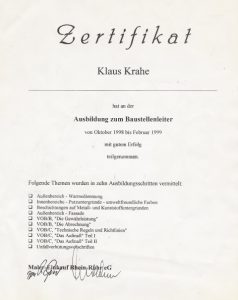 Zertifikat
Klaus Krahe
hat an der
Ausbildung zum Baustellenleiter
von Oktober 1998 bis Februar 1999
mit gutem Erfolg
teilgenommen.
Folgende Themen wurden in zehn Ausbildungsschritten vermittelt:
❑ Außenbereich - Wärmedämmung
❑ Innenbereiche - Putzuntergründe - umweltfreundliche Farben
❑ Beschichtungen auf Metall- und Kunststoffuntergründen
❑ Außenbereich - Fassade
❑ VOB/B, "Die Gewährleistung"
❑ VOB/B, "Die Abrechnung"
❑ VOB/C, "Technische Regeln und Richtlinien"
❑ VOB/C, "Das Aufmaß" Teil I
❑ VOB/C, "Das Aufmaß" Teil II
❑ Unfallverhütungsvorschriften
Maler-Einkauf Rhein-Ruhr eG